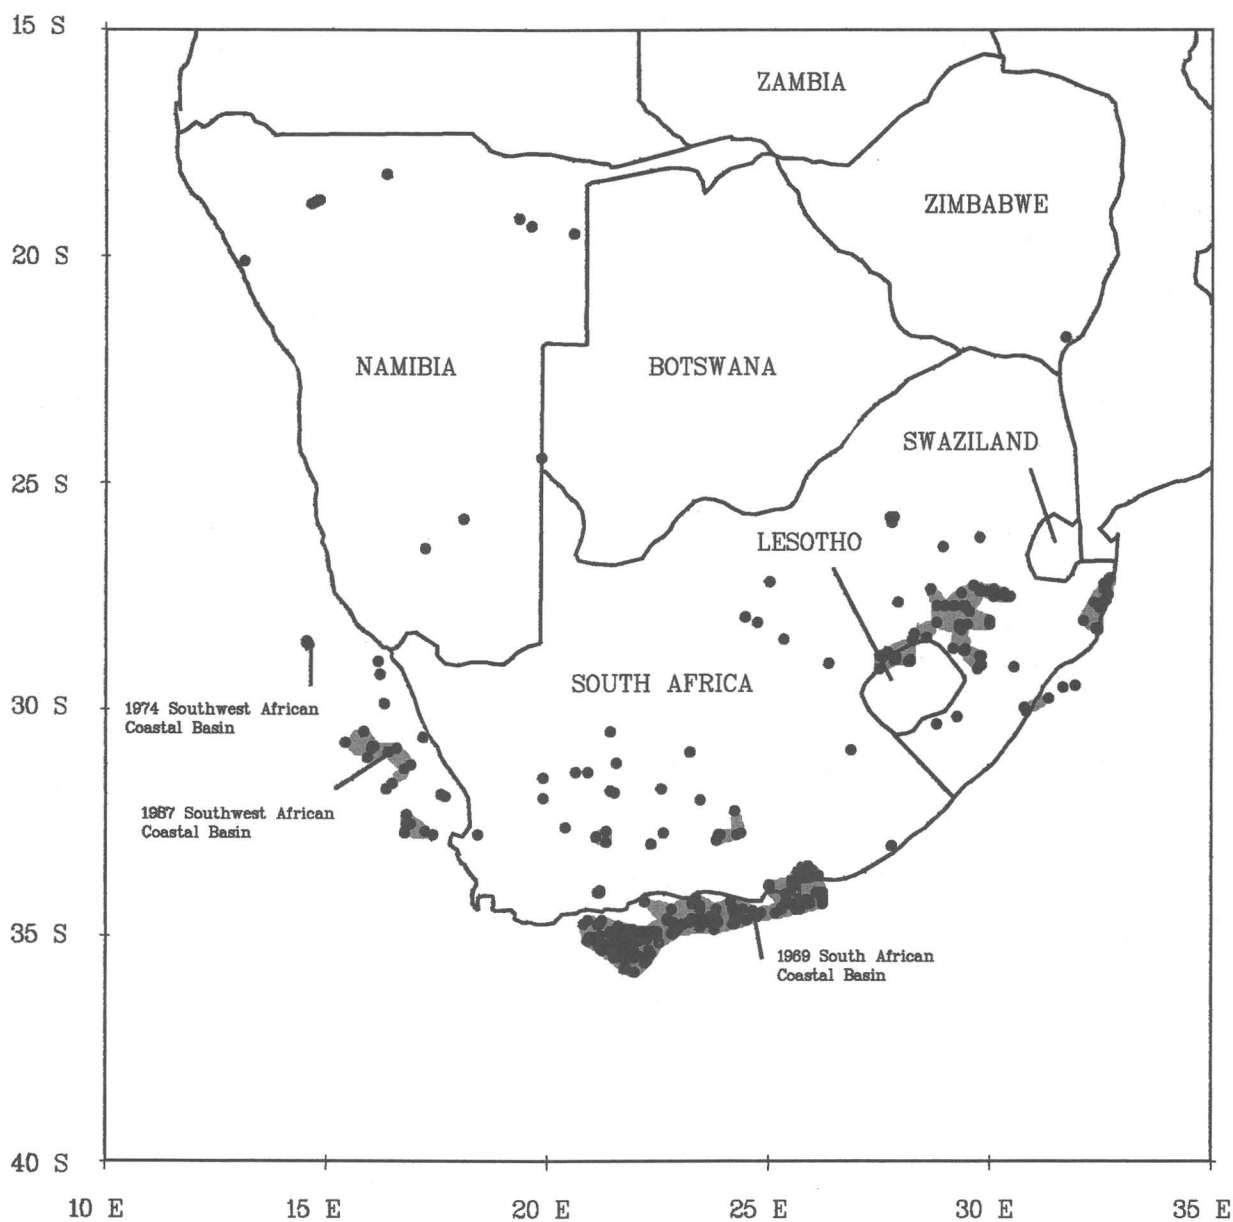 15 S
ZAMBIA
ZIMBABWE
20 S
NAMIBIA
BOTSWANA
SWAZILAND
25 S
LESOTHO
SOUTH AFRICA
30 S
1974 Southwest African
Coastal Basin
1987 Southwest African
Coastal Basin
35 S
1969 South African
Coastal Basin
40 S
10 E
15 E
20 E
25 E
30 E
35 E